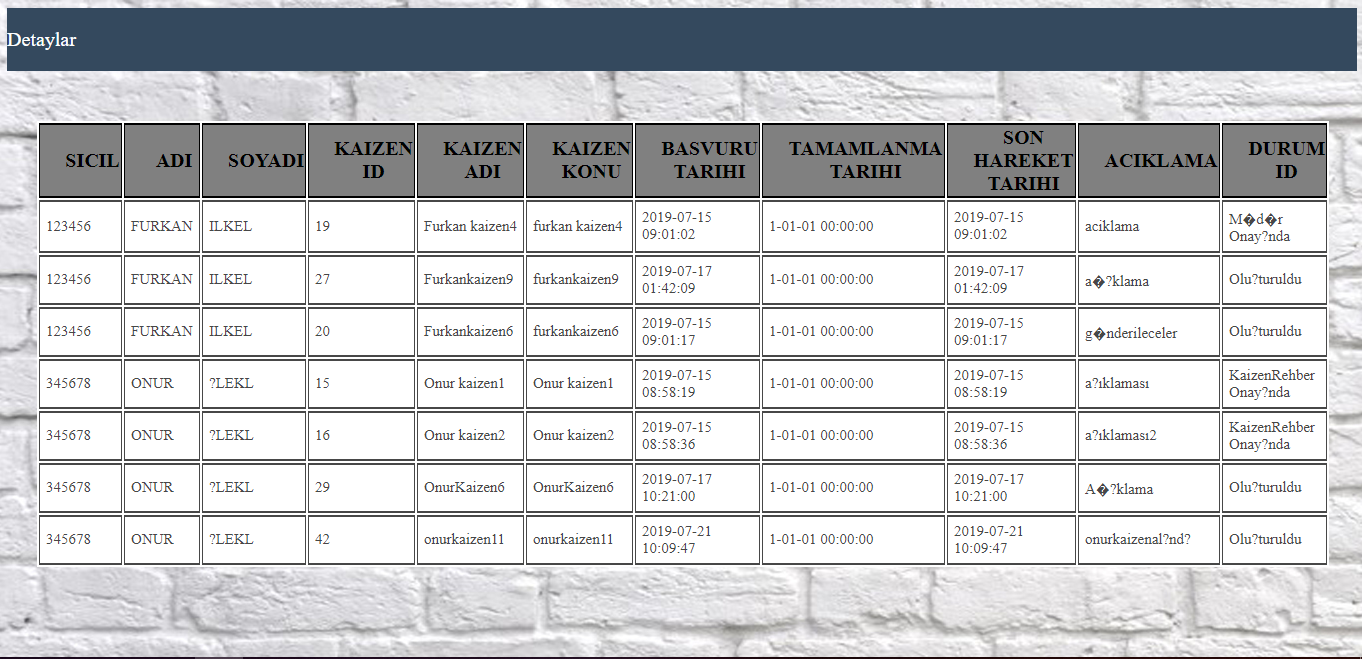 Detaylar
SICIL ADI SOYADI KAIZEN ID KAIZEN ADI KAIZEN KONU BASVURU TARIHI TAMAMLANMA TARIHI SON HAREKET TARIHI ACIKLAMA DURUM ID
123456 FURKAN ILKEL 19 Furkan kaizen4 furkan kaizen4 2019-07-15 09:01:02 1-01-01 00:00:00 2019-07-15 09:01:02 aciklama M�d�r Onay?nda
123456 FURKAN ILKEL 27 Furkankaizen9 furkankaizen9 2019-07-17 01:42:09 1-01-01 00:00:00 2019-07-17 01:42:09 a�?klama Olu?turuldu
123456 FURKAN ILKEL 20 Furkankaizen6 furkankaizen6 2019-07-15 09:01:17 1-01-01 00:00:00 2019-07-15 09:01:17 g�nderileceler Olu?turuldu
345678 ONUR ?LEKL 15 Onur kaizen1 Onur kaizen1 2019-07-15 08:58:19 1-01-01 00:00:00 2019-07-15 08:58:19 a?ıklaması KaizenRehber Onay?nda
345678 ONUR ?LEKL 16 Onur kaizen2 Onur kaizen2 2019-07-15 08:58:36 1-01-01 00:00:00 2019-07-15 08:58:36 a?ıklaması2 KaizenRehber Onay?nda
345678 ONUR ?LEKL 29 OnurKaizen6 OnurKaizen6 2019-07-17 10:21:00 1-01-01 00:00:00 2019-07-17 10:21:00 A�?klama Olu?turuldu
345678 ONUR ?LEKL 42 onurkaizen11 onurkaizen11 2019-07-21 10:09:47 1-01-01 00:00:00 2019-07-21 10:09:47 onurkaizenal?nd? Olu?turuldu